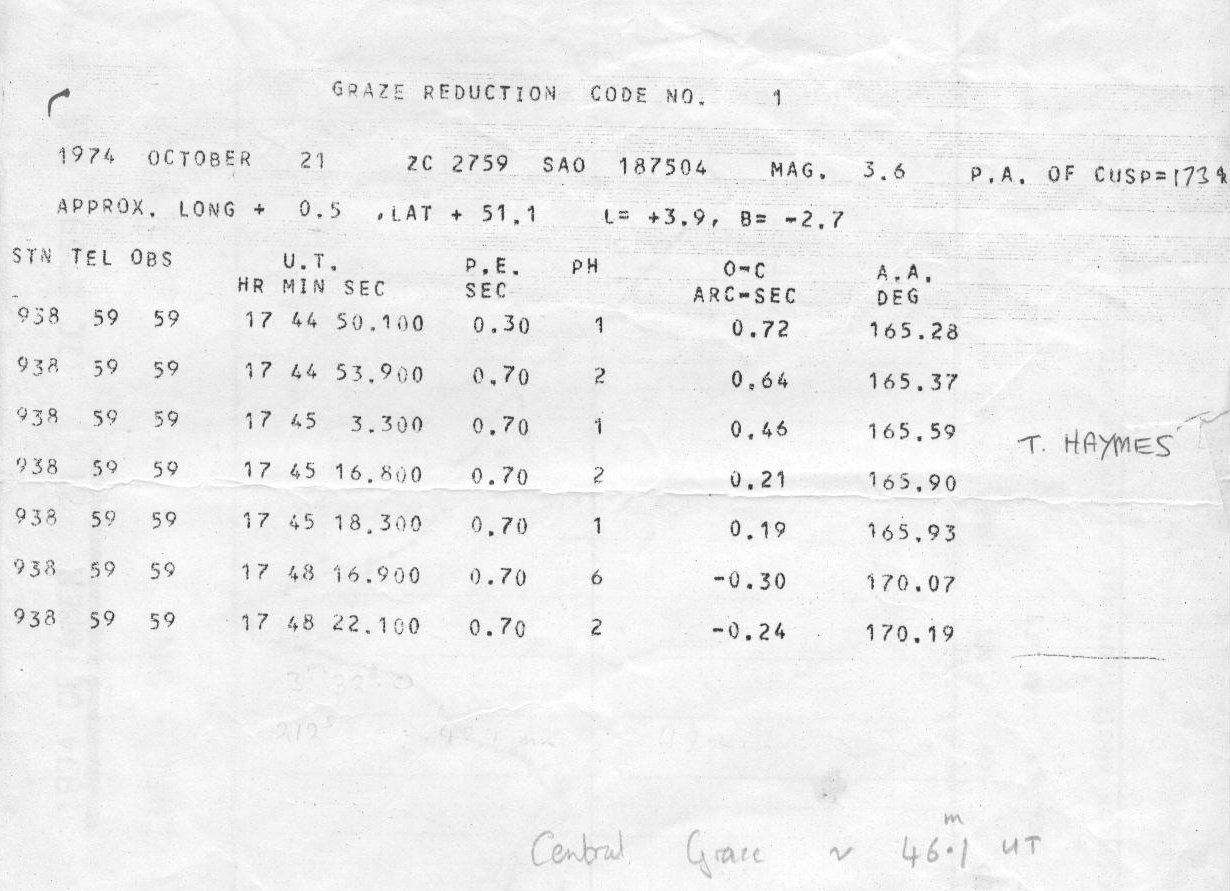 GRAZE REDUCTION CODE NO. 1
1974 OCTOBER 21 ZC 2759 SAO 187504 MAG. 3.6 P.A. OF CUSP=173
APPROX. LONG + 0.5 ,LAT + 51.1 L= +3.9, B= -2.7
STN TEL OBS U.T. P.E. PH O-C A.A.
HR MIN SEC SEC ARC-SEC DEG
938 59 59 17 44 50.100 0.30 1 0.72 165.28
938 59 59 17 44 53.900 0.70 2 0.64 165.37
938 59 59 17 45 3.300 0.70 1 0.46 165.59
T. HAYMES
938 59 59 17 45 16.800 0.70 2 0.21 165.90
938 59 59 17 45 18.300 0.70 1 0.19 165.93
938 59 59 17 48 16.900 0.70 6 -0.30 170.07
938 59 59 17 48 22.100 0.70 2 -0.24 170.19
212
Central Graze ~ 46.1 m UT